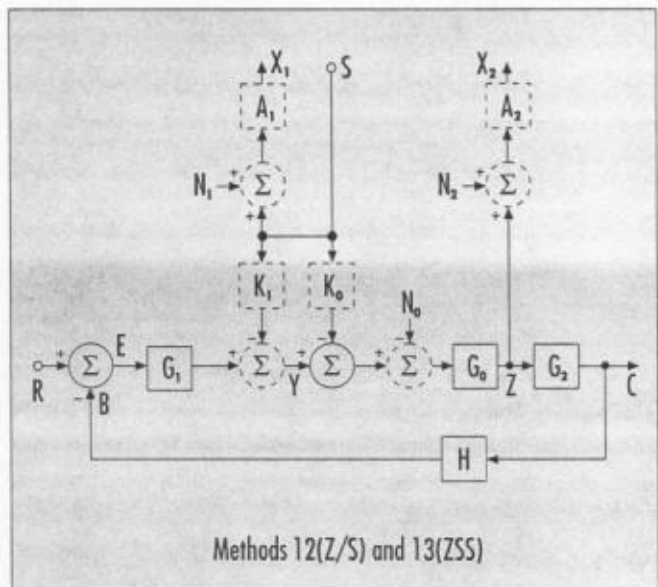 X₁ S X₂
A₁ A₂
N₁ + Σ N₂ + Σ
+ +
K₁ K₀ N₀
− − −
R + Σ E G₁ + Σ Y + Σ + Σ G₀ Z G₂ C
− B
H
Methods 12(Z/S) and 13(ZSS)